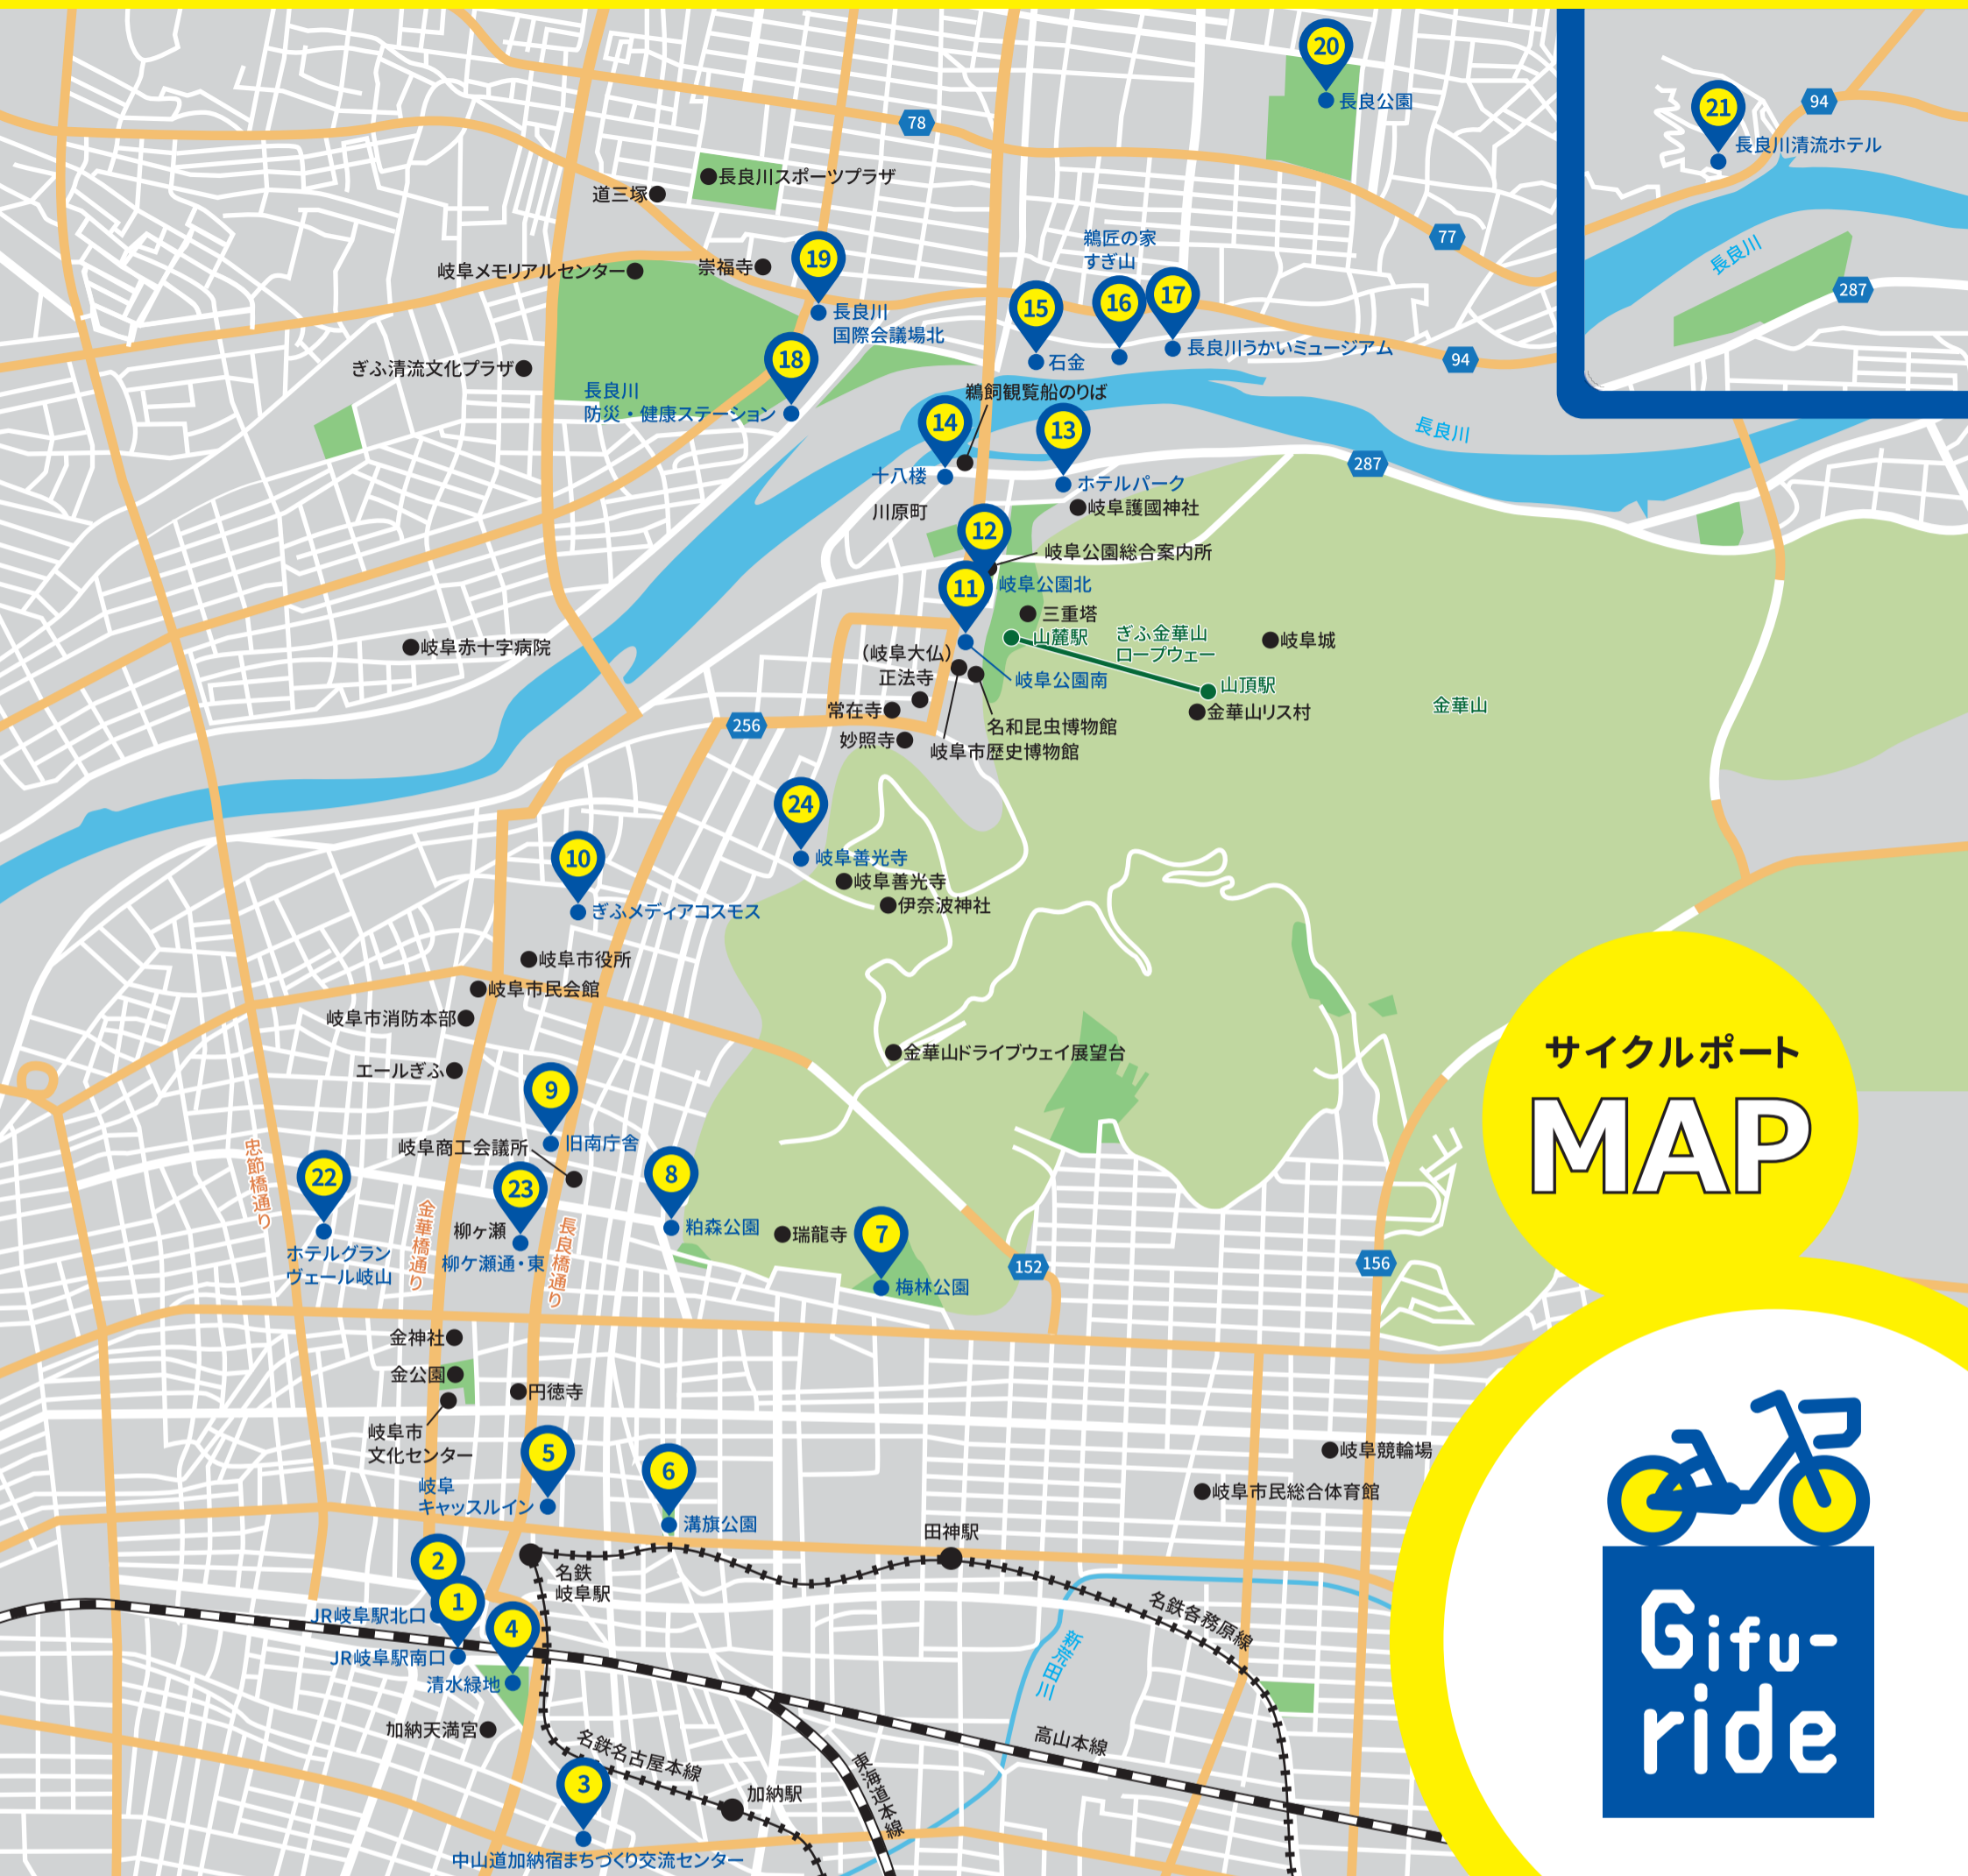 20
長良公園
21
長良川清流ホテル
94
長良川
287
78
長良川スポーツプラザ
道三塚
77
鵜匠の家
すぎ山
岐阜メモリアルセンター
崇福寺
19
長良川
国際会議場北
15
石金
16
17
長良川うかいミュージアム
94
ぎふ清流文化プラザ
18
長良川
防災・健康ステーション
鵜飼観覧船のりば
14
十八楼
13
ホテルパーク
長良川
287
川原町
岐阜護國神社
12
岐阜公園総合案内所
11
岐阜公園北
三重塔
山麓駅
ぎふ金華山
ロープウェー
岐阜城
岐阜赤十字病院
(岐阜大仏)
正法寺
岐阜公園南
山頂駅
金華山リス村
金華山
常在寺
256
妙照寺
名和昆虫博物館
岐阜市歴史博物館
24
岐阜善光寺
岐阜善光寺
伊奈波神社
10
ぎふメディアコスモス
岐阜市役所
岐阜市民会館
岐阜市消防本部
エールぎふ
金華山ドライブウェイ展望台
サイクルポート
MAP
9
旧南庁舎
岐阜商工会議所
忠節橋通り
22
ホテルグラン
ヴェール岐山
金華橋通り
23
柳ヶ瀬
柳ケ瀬通・東
長良橋通り
8
粕森公園
瑞龍寺
7
梅林公園
152
156
金神社
金公園
円徳寺
岐阜市
文化センター
5
岐阜
キャッスルイン
6
溝旗公園
岐阜競輪場
岐阜市民総合体育館
田神駅
2
JR岐阜駅北口
1
JR岐阜駅南口
4
清水緑地
名鉄
岐阜駅
名鉄各務原線
新荒田川
加納天満宮
名鉄名古屋本線
高山本線
東海道本線
3
加納駅
中山道加納宿まちづくり交流センター
Gifu-
ride